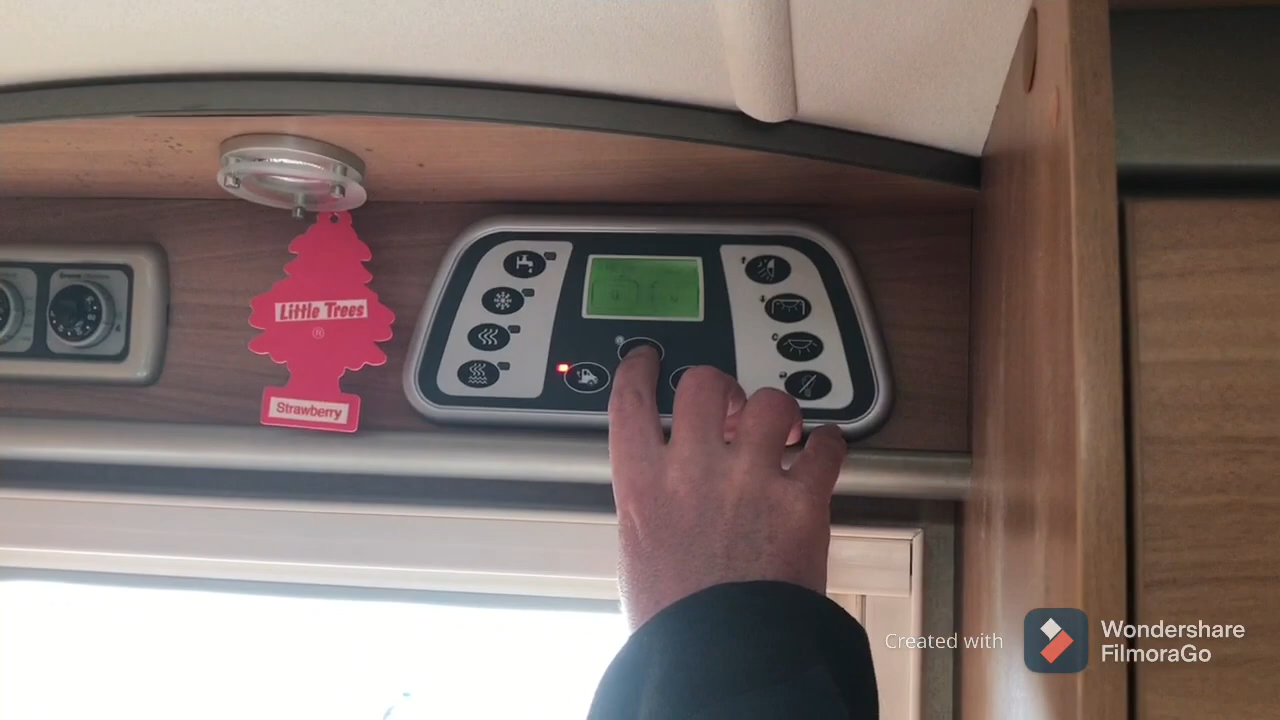 Little Trees
Strawberry
Created with
Wondershare
FilmoraGo